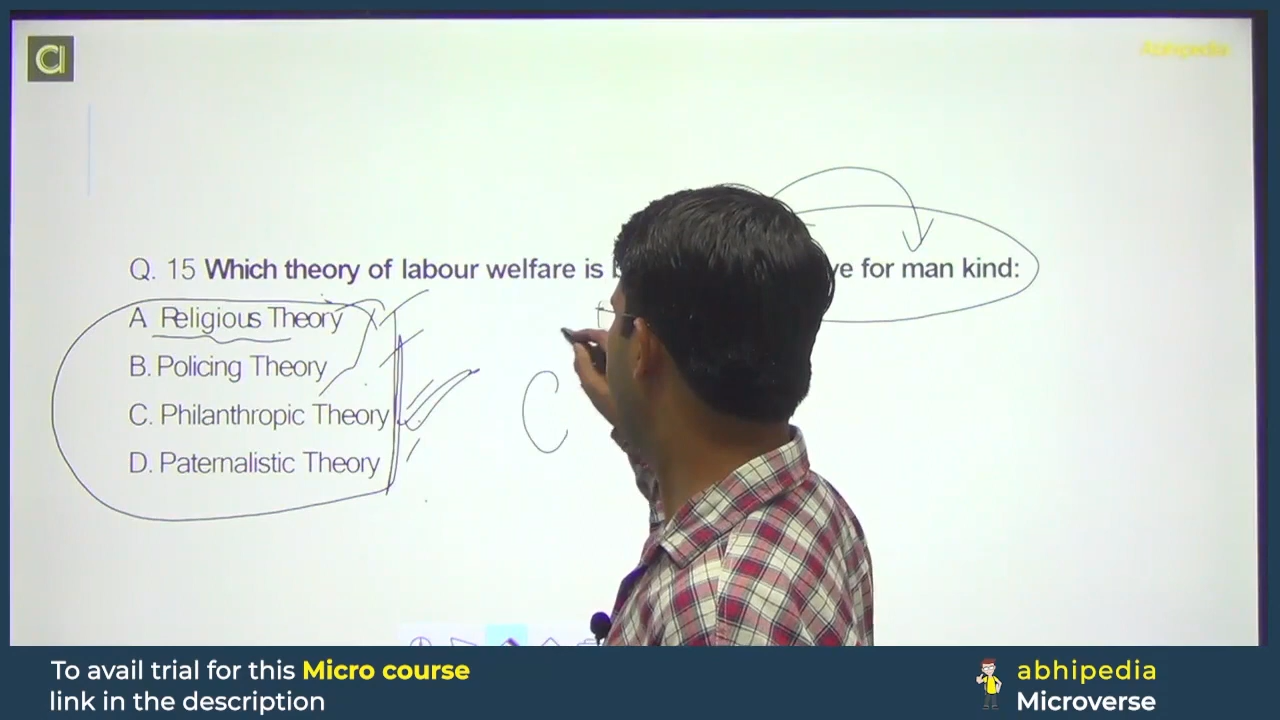 Abhipedia
Q. 15 Which theory of labour welfare is for man kind:
A Religious Theory
B. Policing Theory
C. Philanthropic Theory
D. Paternalistic Theory
C
To avail trial for this Micro course
link in the description
abhipedia
Microverse